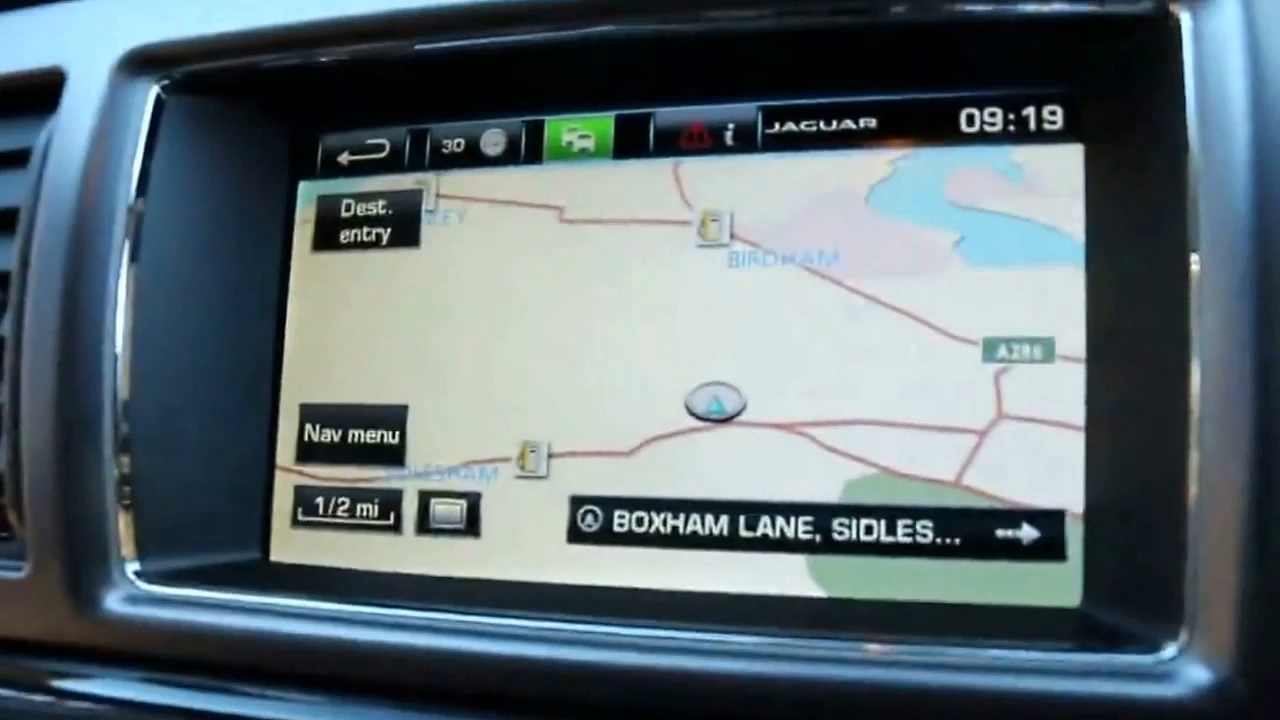 30
i
JAGUAR
09:19
Dest.
entry
BIRDHAM
A286
Nav menu
1/2 mi
BOXHAM LANE, SIDLES...